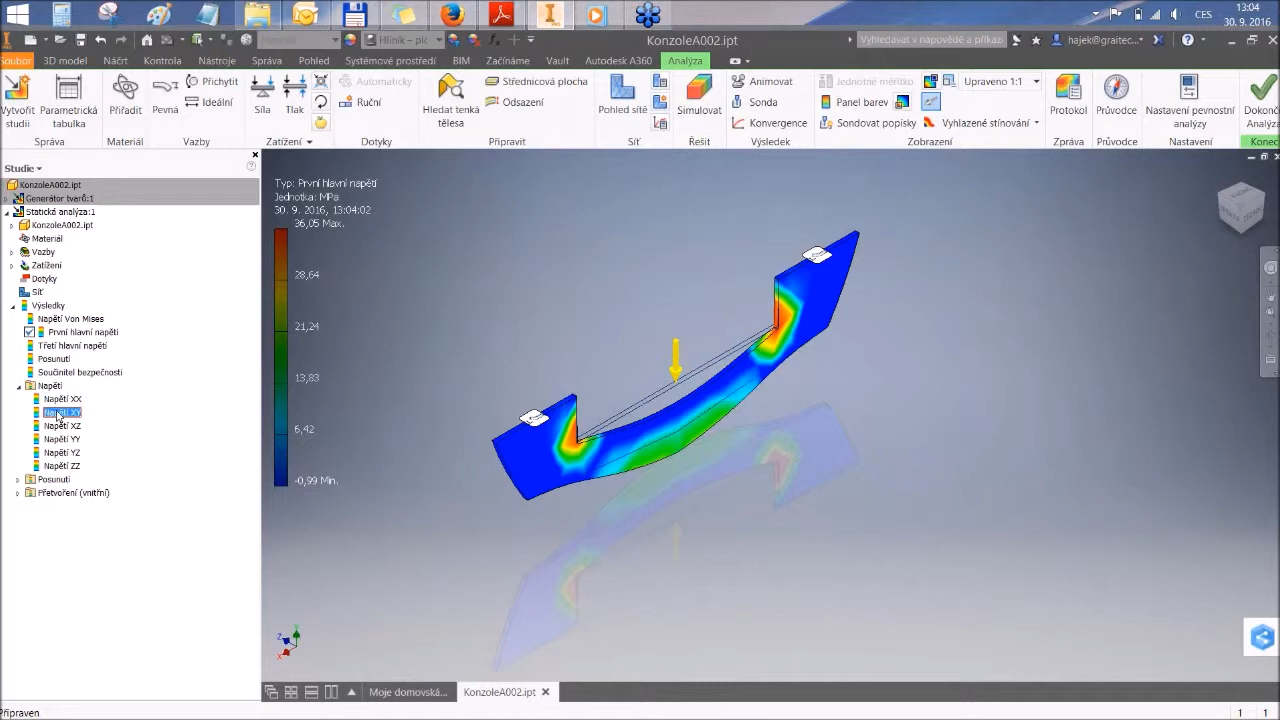 13:04
CES
30. 9. 2016
Materiál
Hliník - plc
KonzoleA002.ipt
Vyhledávat v nápovědě a příkaz
hajek@graitec...
Soubor 3D model Náčrt Kontrola Nástroje Správa Pohled Systémové prostředí BIM Začínáme Vault Autodesk A360 Analýza
Vytvořit studii
Parametrická tabulka
Správa
Přiřadit
Materiál
Pevná
Přichytit
Ideální
Vazby
Síla
Tlak
Zatížení
Automaticky
Ruční
Dotyky
Hledat tenká tělesa
Střednicová plocha
Odsazení
Připravit
Pohled sítě
Síť
Simulovat
Řešit
Animovat
Sonda
Konvergence
Výsledek
Jednotné měřítko
Panel barev
Sondovat popisky
Upraveno 1:1
Vyhlazené stínování
Zobrazení
Protokol
Zpráva
Průvodce
Průvodce
Nastavení pevnostní analýzy
Nastavení
Dokon
Analýz
Konec
Studie
KonzoleA002.ipt
Generátor tvarů:1
Statická analýza:1
KonzoleA002.ipt
Materiál
Vazby
Zatížení
Dotyky
Síť
Výsledky
Napětí Von Mises
První hlavní napětí
Třetí hlavní napětí
Posunutí
Součinitel bezpečnosti
Napětí
Napětí XX
Napětí XY
Napětí XZ
Napětí YY
Napětí YZ
Napětí ZZ
Posunutí
Přetvoření (vnitřní)
Typ: První hlavní napětí
Jednotka: MPa
30. 9. 2016, 13:04:02
36,05 Max.
28,64
21,24
13,83
6,42
-0,99 Min.
Z
Y
X
Moje domovská...
KonzoleA002.ipt
Připraven
1 1